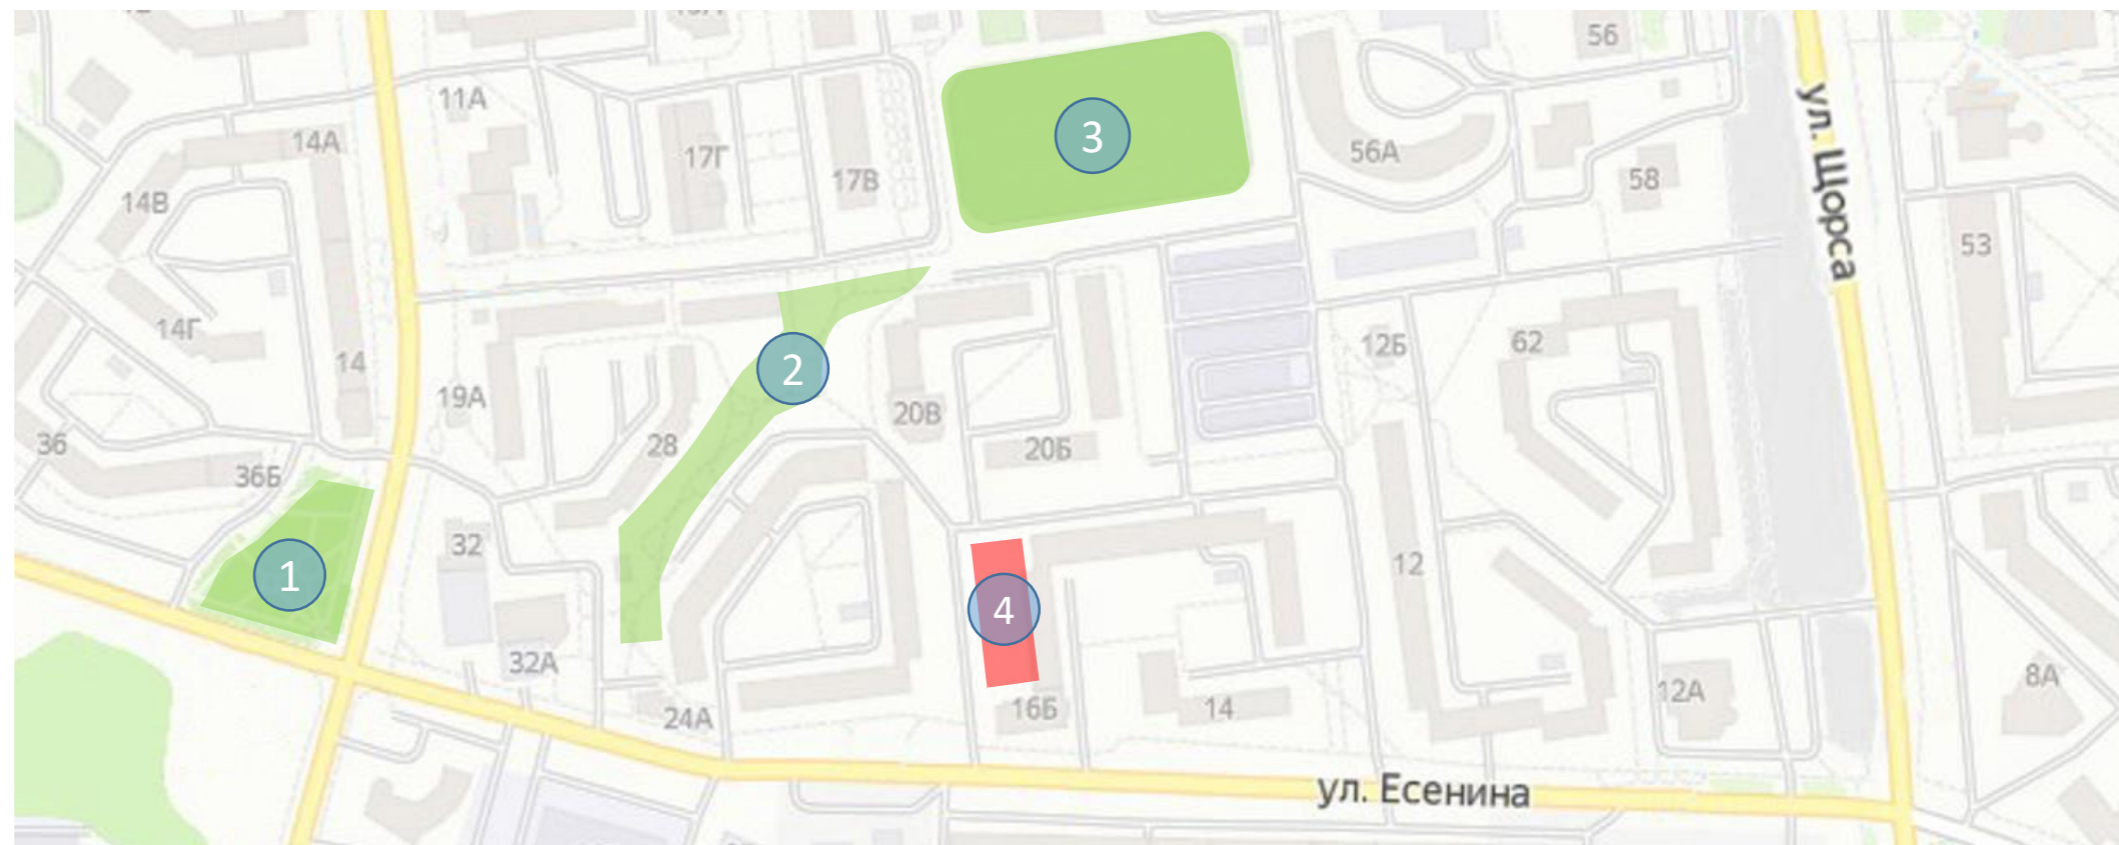 56
ул. Щорса
11А
3
14А
17Г
56А
17В
58
14В
53
14Г
12Б
62
14
2
19А
20В
36
28
20Б
36Б
32
12
1
4
32А
8А
12А
16Б
14
24А
ул. Есенина